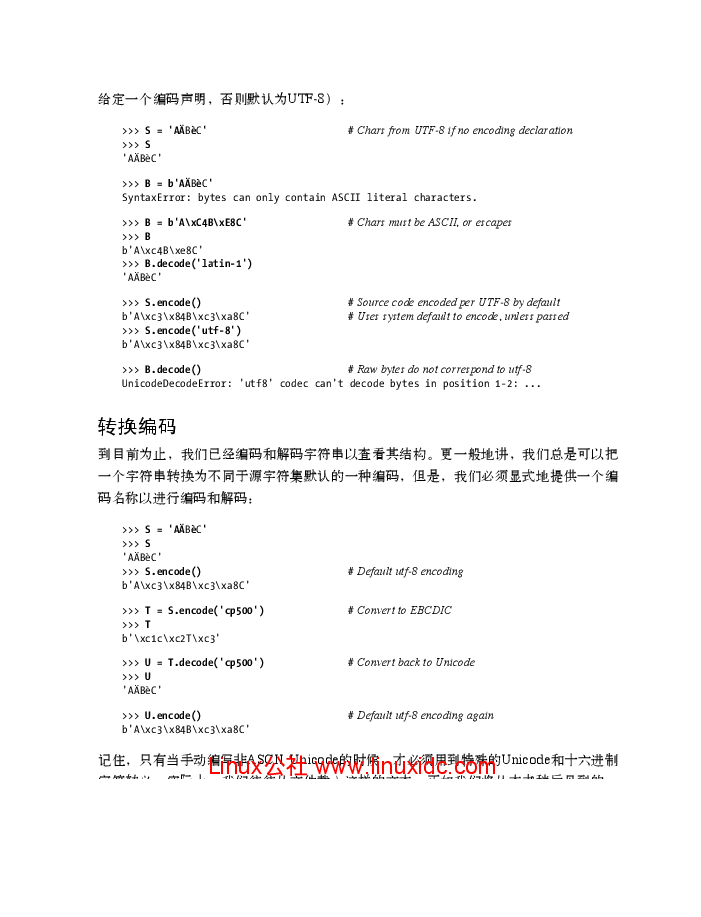 给定一个编码声明，否则默认为UTF-8）：
>>> S = 'AÄBèC' # Chars from UTF-8 if no encoding declaration
>>> S
'AÄBèC'
>>> B = b'AÄBèC'
SyntaxError: bytes can only contain ASCII literal characters.
>>> B = b'A\xC4B\xE8C' # Chars must be ASCII, or escapes
>>> B
b'A\xc4B\xe8C'
>>> B.decode('latin-1')
'AÄBèC'
>>> S.encode() # Source code encoded per UTF-8 by default
b'A\xc3\x84B\xc3\xa8C' # Uses system default to encode, unless passed
>>> S.encode('utf-8')
b'A\xc3\x84B\xc3\xa8C'
>>> B.decode() # Raw bytes do not correspond to utf-8
UnicodeDecodeError: 'utf8' codec can't decode bytes in position 1-2: ...
转换编码
到目前为止，我们已经编码和解码字符串以查看其结构。更一般地讲，我们总是可以把
一个字符串转换为不同于源字符集默认的一种编码，但是，我们必须显式地提供一个编
码名称以进行编码和解码：
>>> S = 'AÄBèC'
>>> S
'AÄBèC'
>>> S.encode() # Default utf-8 encoding
b'A\xc3\x84B\xc3\xa8C'
>>> T = S.encode('cp500') # Convert to EBCDIC
>>> T
b'\xc1c\xc2T\xc3'
>>> U = T.decode('cp500') # Convert back to Unicode
>>> U
'AÄBèC'
>>> U.encode() # Default utf-8 encoding again
b'A\xc3\x84B\xc3\xa8C'
记住，只有当手动编写非ASCII Unicode的时候，才必须用到特殊的Unicode和十六进制
Linux公社 www.linuxidc.com